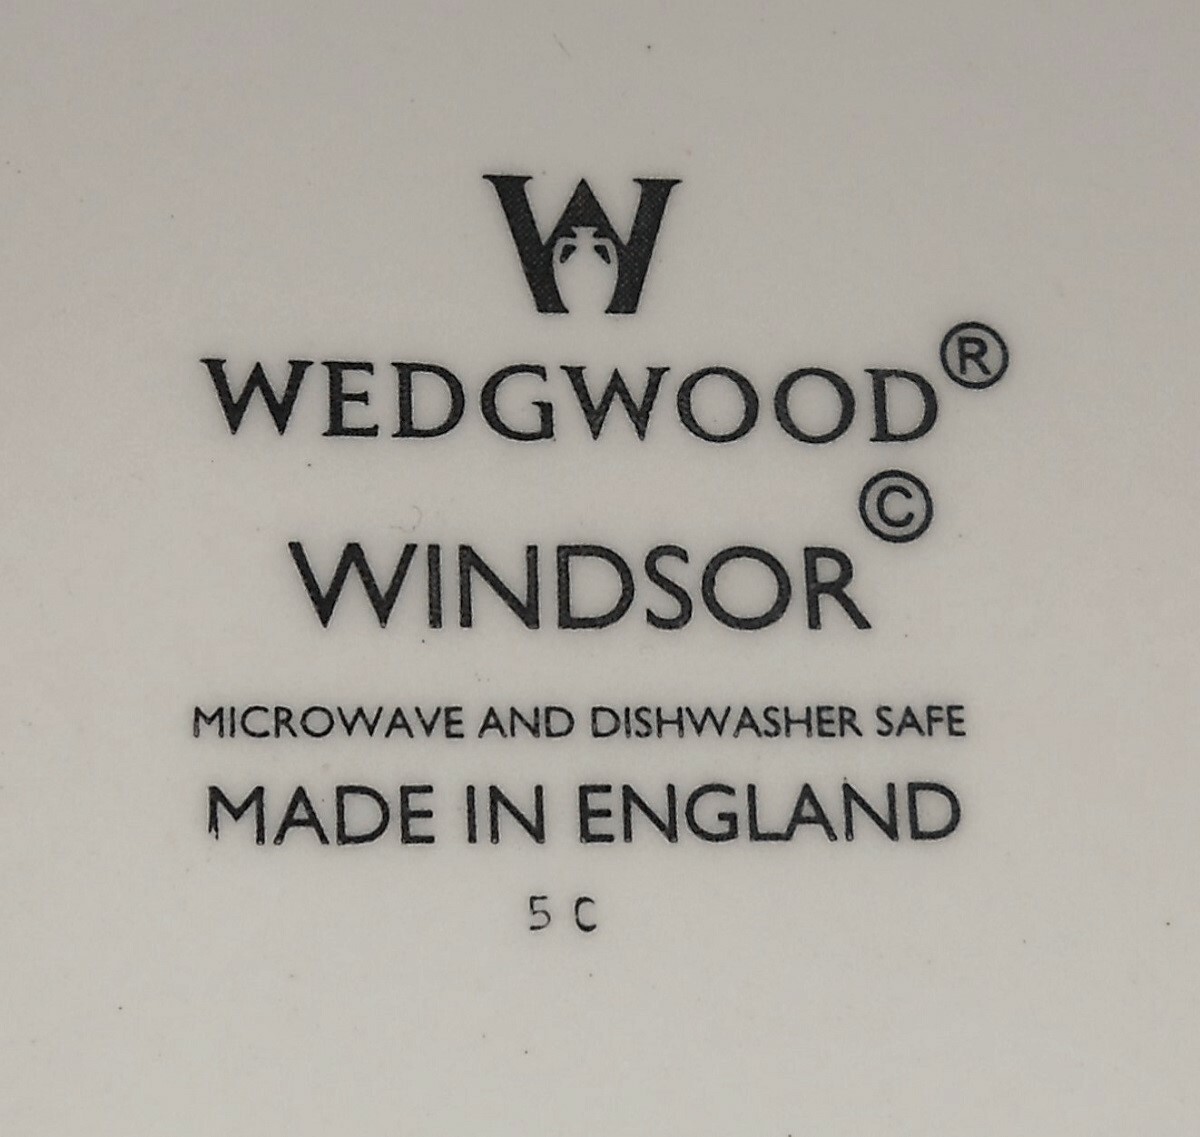 W
WEDGWOOD®
WINDSOR©
MICROWAVE AND DISHWASHER SAFE
MADE IN ENGLAND
5 C